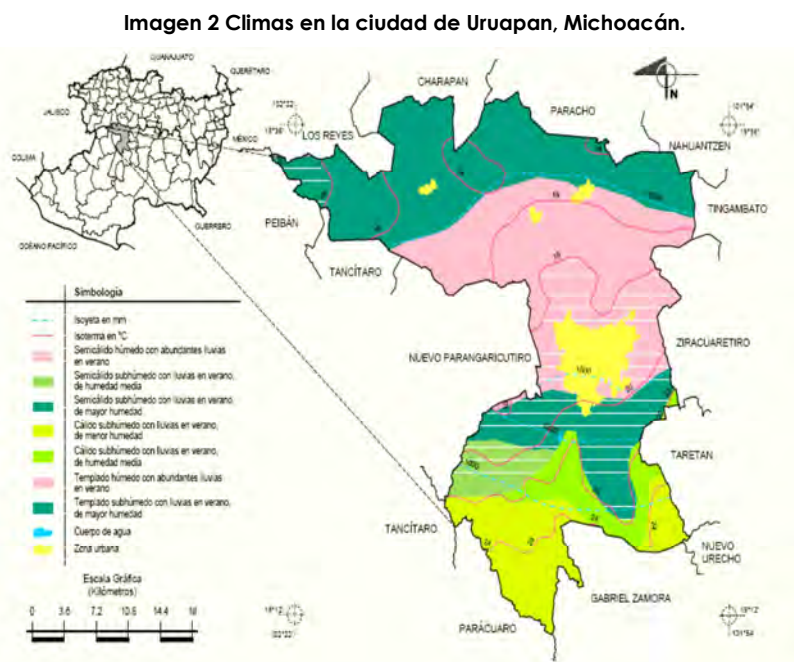 Imagen 2 Climas en la ciudad de Uruapan, Michoacán.
GUANAJUATO
QUERÉTARO
JALISCO
MÉXICO
COLIMA
GUERRERO
OCÉANO PACÍFICO
CHARAPAN
PARACHO
N
LOS REYES
NAHUANTZEN
PEIBÁN
TINGAMBATO
TANCÍTARO
NUEVO PARANGARICUTIRO
ZIRACUARETIRO
TARETAN
TANCÍTARO
NUEVO
URECHO
GABRIEL ZAMORA
PARÁCUARO
Simbología
Isoyeta en mm
Isoterma en °C
Semicálido húmedo con abundantes lluvias
en verano
Semicálido subhúmedo con lluvias en verano,
de humedad media
Semicálido subhúmedo con lluvias en verano,
de mayor humedad
Cálido subhúmedo con lluvias en verano,
de menor humedad
Cálido subhúmedo con lluvias en verano,
de humedad media
Templado húmedo con abundantes lluvias
en verano
Templado subhúmedo con lluvias en verano,
de mayor humedad
Cuerpo de agua
Zona urbana
Escala Gráfica
(Kilómetros)
0 3.6 7.2 10.8 14.4 18